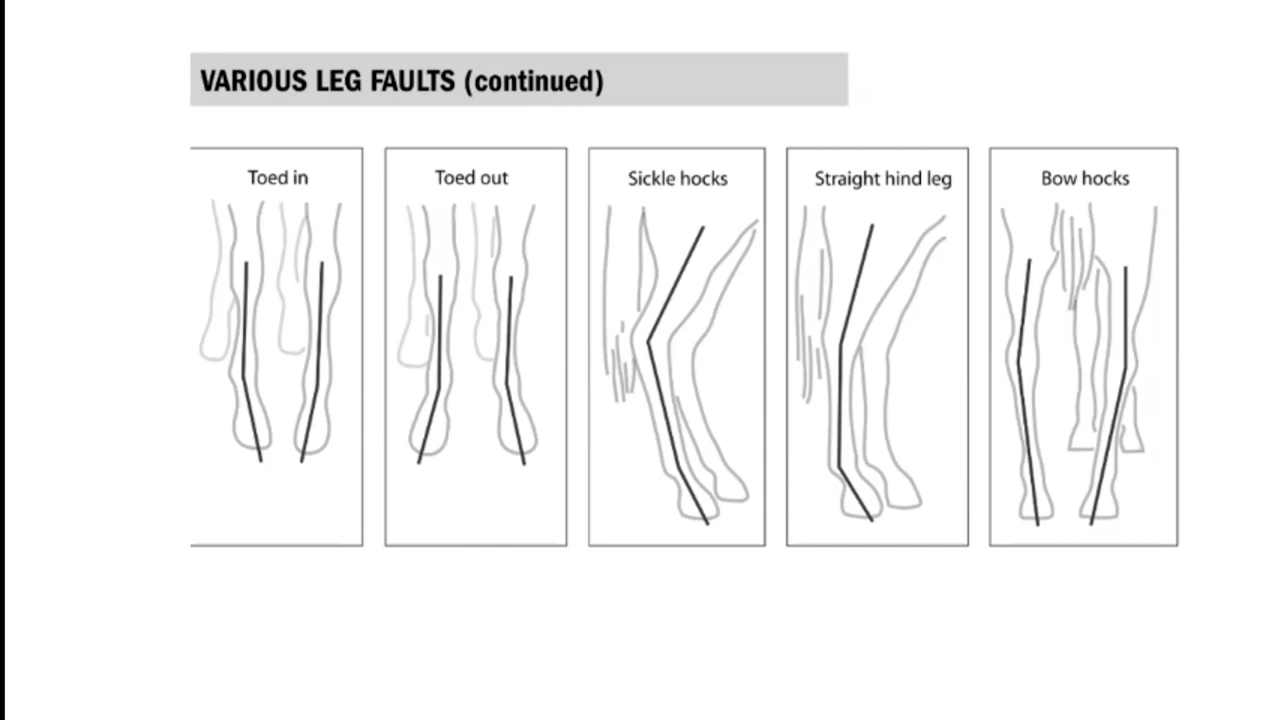 VARIOUS LEG FAULTS (continued)
Toed in
Toed out
Sickle hocks
Straight hind leg
Bow hocks